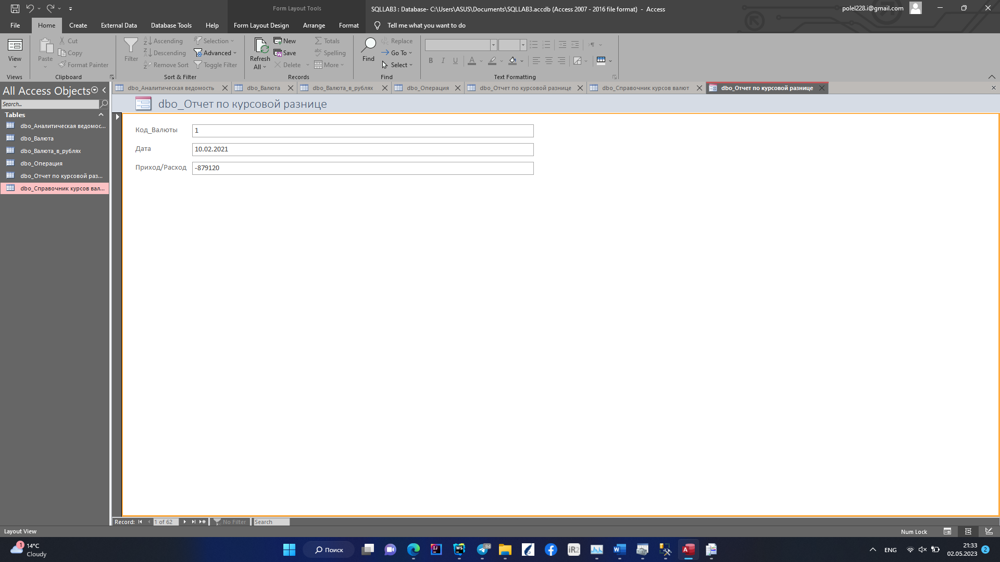 Form Layout Tools
SQLLAB3 : Database- C:\Users\ASUS\Documents\SQLLAB3.accdb (Access 2007 - 2016 file format)  -  Access
polel228.i@gmail.com
File Home Create External Data Database Tools Help Form Layout Design Arrange Format Tell me what you want to do
View
Views
Paste
Cut
Copy
Format Painter
Clipboard
Filter
Ascending
Descending
Remove Sort
Selection
Advanced
Toggle Filter
Sort & Filter
Refresh
All
New
Save
Delete
Totals
Spelling
More
Records
Find
Replace
Go To
Select
Find
B I U A
Text Formatting
All Access Objects
Search...
Tables
dbo_Аналитическая ведомос...
dbo_Валюта
dbo_Валюта_в_рублях
dbo_Операция
dbo_Отчет по курсовой раз...
dbo_Справочник курсов вал...
dbo_Аналитическая ведомость dbo_Валюта dbo_Валюта_в_рублях dbo_Операция dbo_Отчет по курсовой разнице dbo_Справочник курсов валют dbo_Отчет по курсовой разнице
dbo_Отчет по курсовой разнице
Код_Валюты 1
Дата 10.02.2021
Приход/Расход -879120
Record: 1 of 62 No Filter Search
Layout View
Num Lock
1
14°C
Cloudy
Поиск
IJ
WS
94
iR2
W
A
ENG
21:33
02.05.2023
2